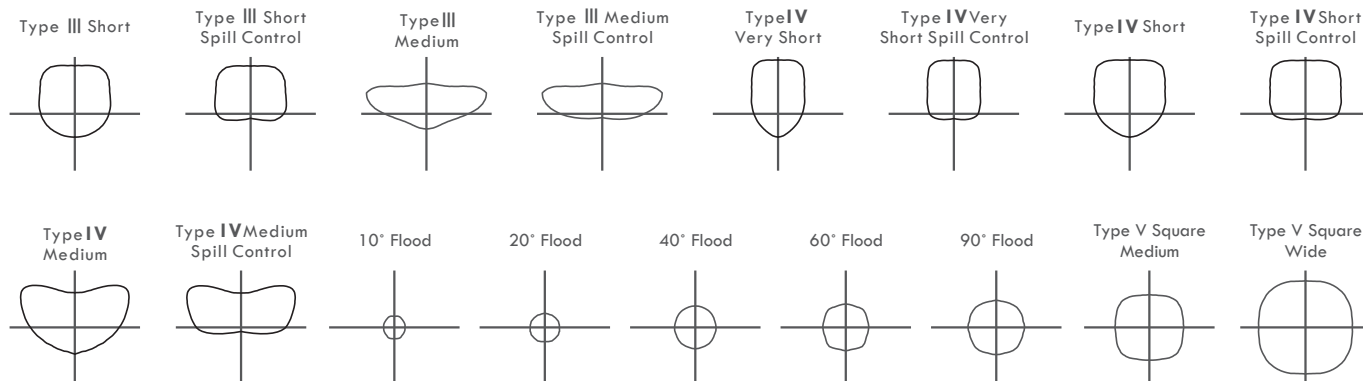 Type III Short
Type III Short
Spill Control
Type III
Medium
Type III Medium
Spill Control
Type IV
Very Short
Type IV Very
Short Spill Control
Type IV Short
Type IV Short
Spill Control
Type IV
Medium
Type IV Medium
Spill Control
10° Flood
20° Flood
40° Flood
60° Flood
90° Flood
Type V Square
Medium
Type V Square
Wide